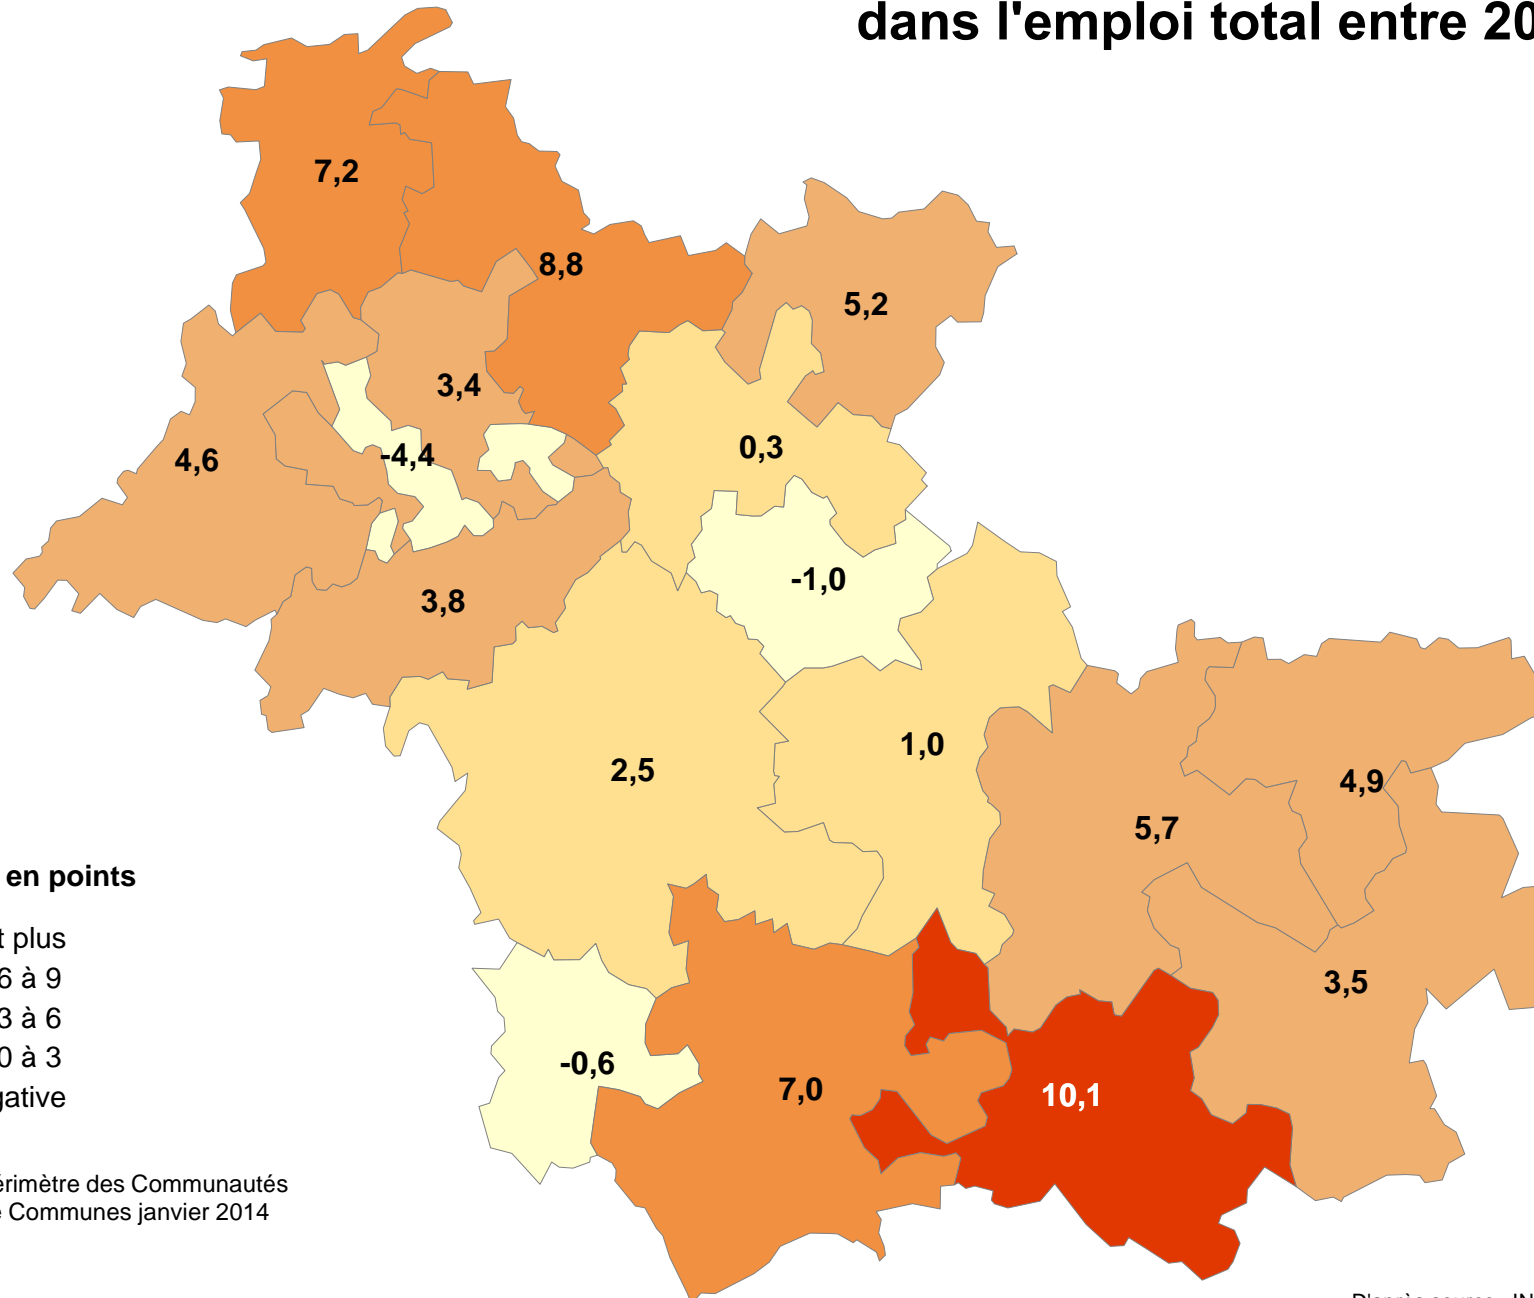 dans l'emploi total entre 20
7,2
8,8
5,2
3,4
0,3
4,6
-4,4
-1,0
3,8
1,0
2,5
4,9
5,7
en points
t plus
6 à 9
3,5
3 à 6
0 à 3
-0,6
7,0
10,1
gative
érimètre des Communautés
e Communes janvier 2014